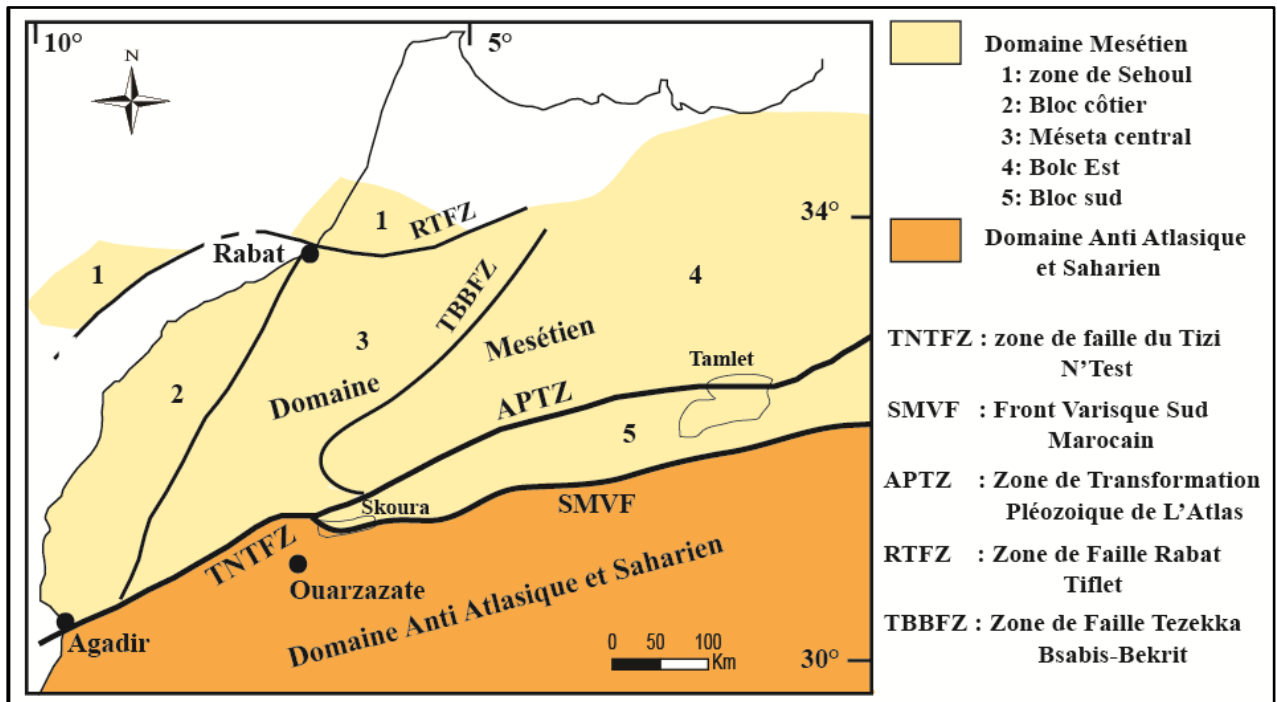 10°
5°
N
34°
30°
1
RTFZ
Rabat
1
TBBFZ
4
3
Mesétien
Domaine
2
Tamlet
APTZ
5
Skoura
SMVF
TNTFZ
Ouarzazate
Domaine Anti Atlasique et Saharien
Agadir
0 50 100
Km
Domaine Mesétien
1: zone de Sehoul
2: Bloc côtier
3: Méseta central
4: Bolc Est
5: Bloc sud
Domaine Anti Atlasique
et Saharien
TNTFZ : zone de faille du Tizi
N'Test
SMVF : Front Varisque Sud
Marocain
APTZ : Zone de Transformation
Pléozoique de L'Atlas
RTFZ : Zone de Faille Rabat
Tiflet
TBBFZ : Zone de Faille Tezekka
Bsabis-Bekrit